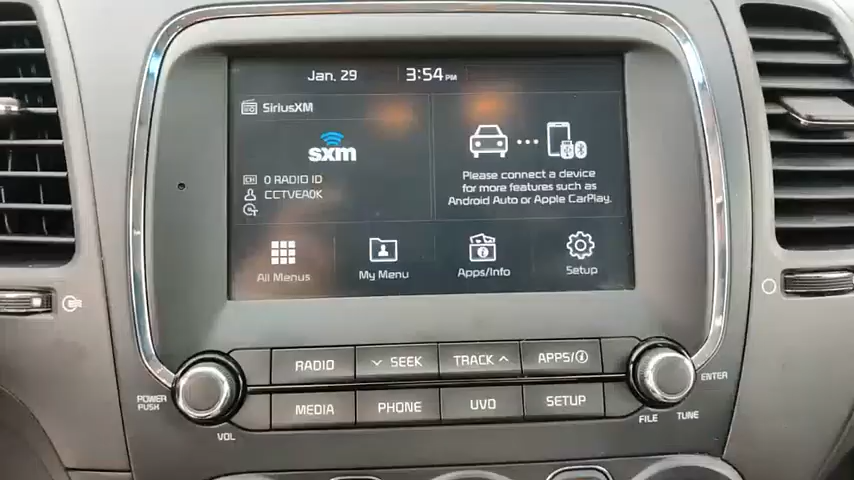 Jan. 29 3:54 PM
SiriusXM
sxm
0 RADIO ID
CCTVEA0K
Please connect a device
for more features such as
Android Auto or Apple CarPlay.
All Menus My Menu Apps/Info Setup
RADIO SEEK TRACK APPS/i
MEDIA PHONE UVO SETUP
POWER
PUSH
VOL
ENTER
FILE TUNE